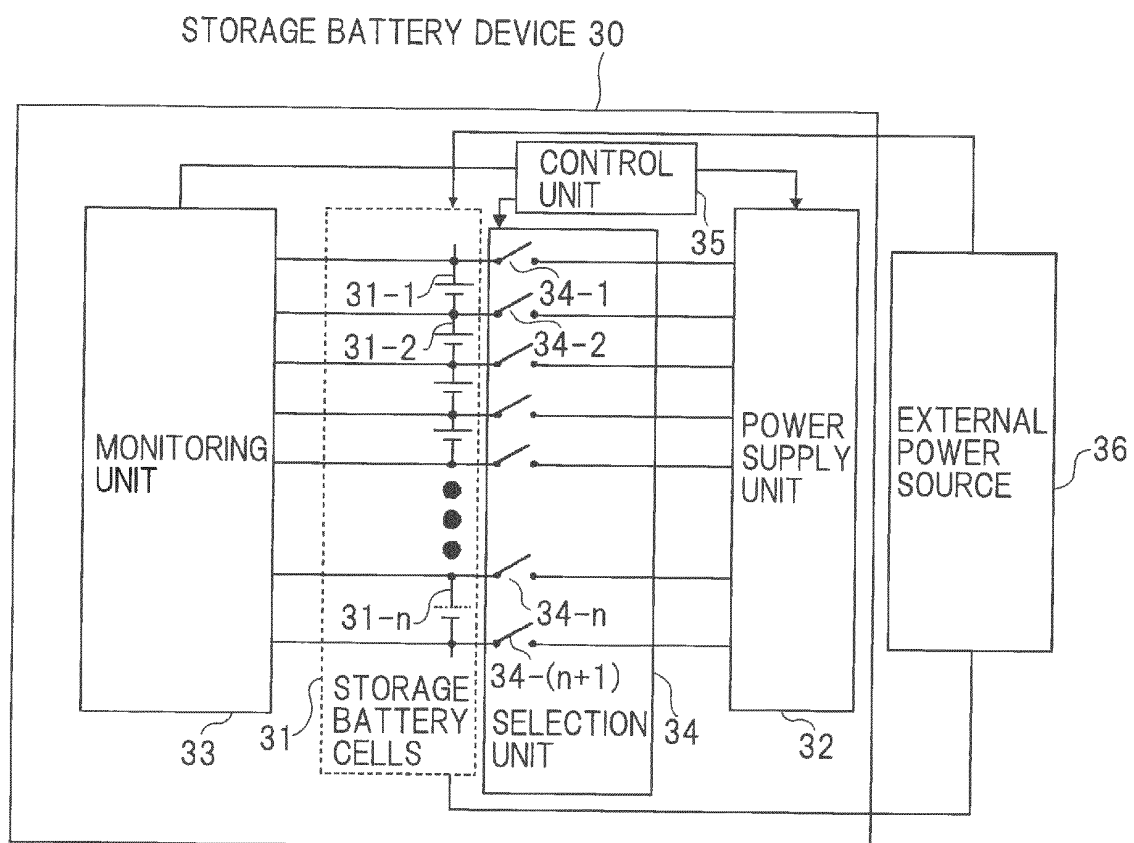 STORAGE BATTERY DEVICE 30
CONTROL
UNIT
35
31-1
34-1
31-2
34-2
MONITORING
UNIT
POWER
SUPPLY
UNIT
EXTERNAL
POWER
SOURCE
36
31-n
34-n
34-(n+1)
33
31
STORAGE
BATTERY
CELLS
SELECTION
UNIT
34
32